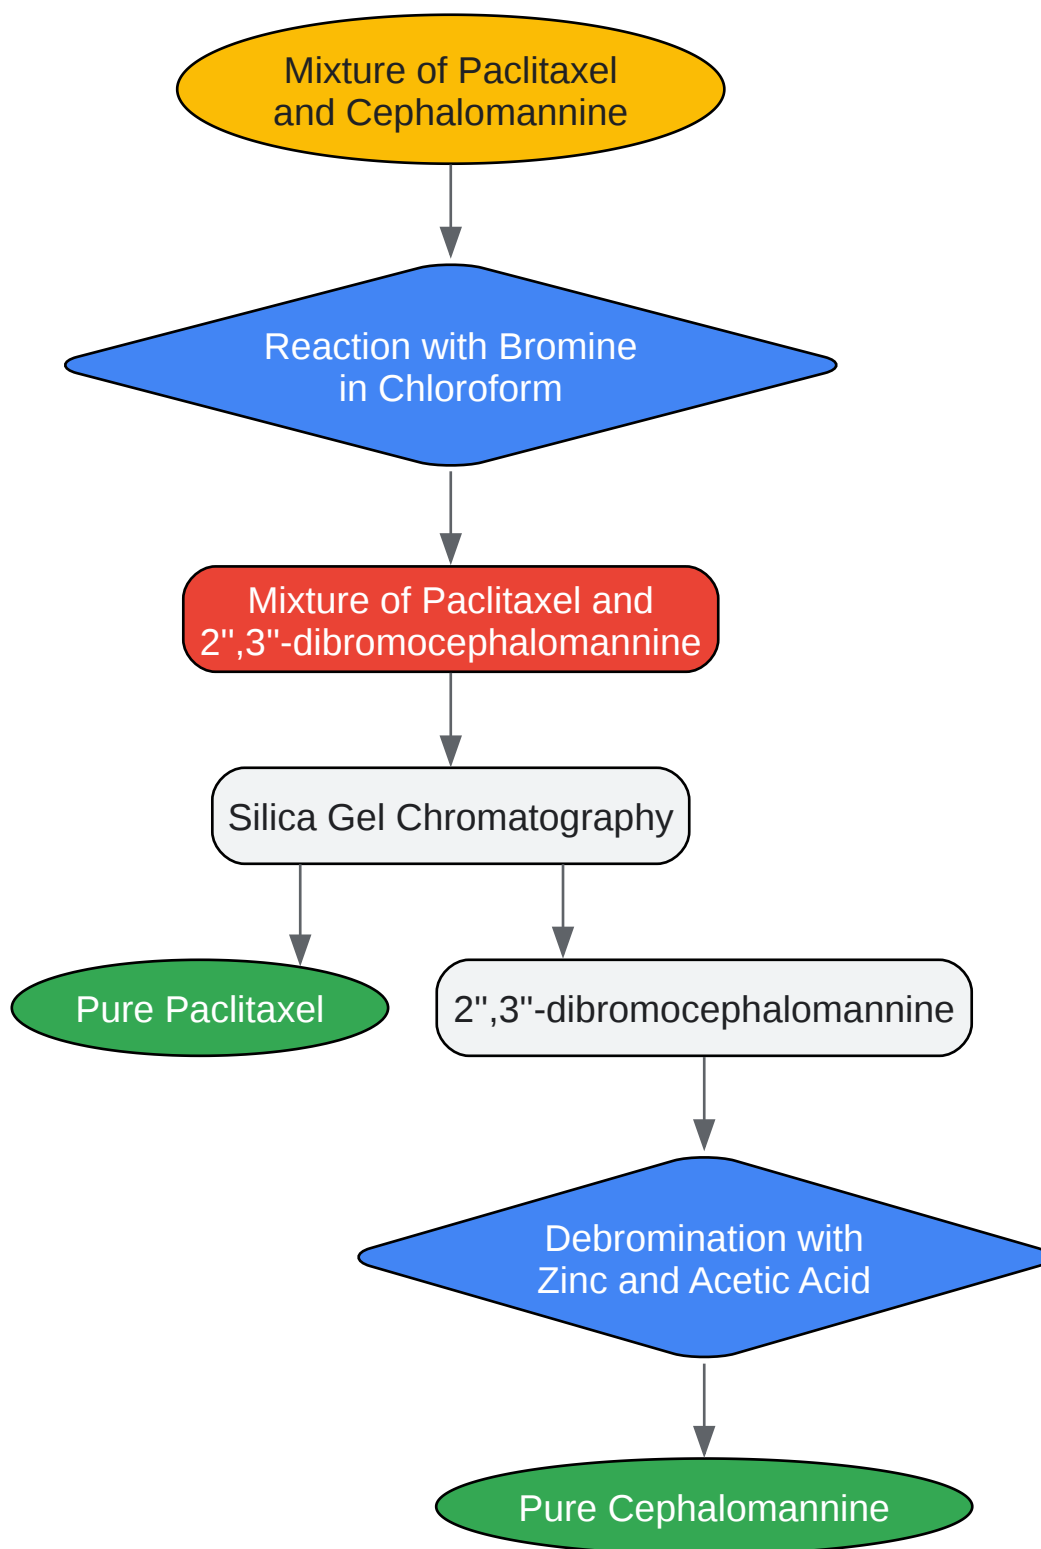 Mixture of Paclitaxel
and Cephalomannine
Reaction with Bromine
in Chloroform
Mixture of Paclitaxel and
2'',3''-dibromocephalomannine
Silica Gel Chromatography
Pure Paclitaxel
2'',3''-dibromocephalomannine
Debromination with
Zinc and Acetic Acid
Pure Cephalomannine